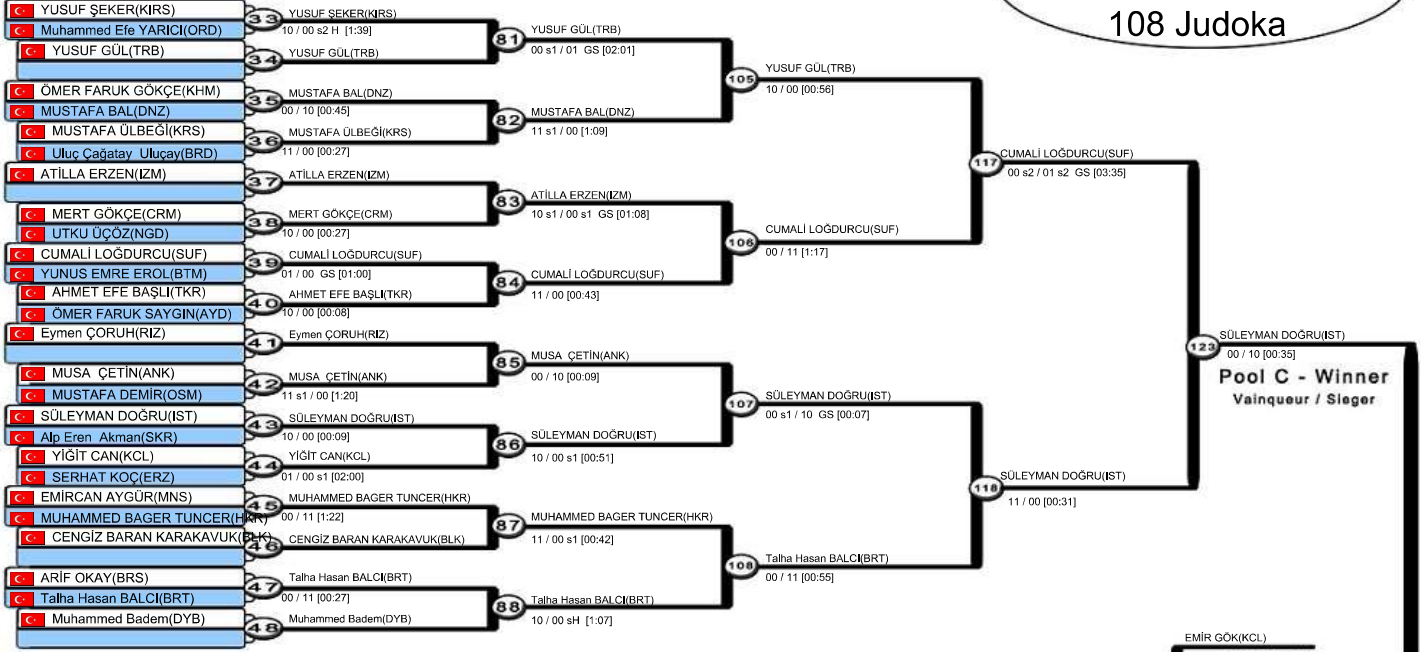 108 Judoka
YUSUF ŞEKER(KIRS)
Muhammed Efe YARICI(ORD)
YUSUF GÜL(TRB)
ÖMER FARUK GÖKÇE(KHM)
MUSTAFA BAL(DNZ)
MUSTAFA ÜLBEĞİ(KRS)
Uluç Çağatay Uluçay(BRD)
ATİLLA ERZEN(IZM)
MERT GÖKÇE(CRM)
UTKU ÜÇÖZ(NGD)
CUMALİ LOĞDURCU(SUF)
YUNUS EMRE EROL(BTM)
AHMET EFE BAŞLI(TKR)
ÖMER FARUK SAYGIN(AYD)
Eymen ÇORUH(RIZ)
MUSA ÇETİN(ANK)
MUSTAFA DEMİR(OSM)
SÜLEYMAN DOĞRU(IST)
Alp Eren Akman(SKR)
YİĞİT CAN(KCL)
SERHAT KOÇ(ERZ)
EMİRCAN AYGÜR(MNS)
MUHAMMED BAGER TUNCER(HKR)
CENGİZ BARAN KARAKAVUK(BLK)
ARİF OKAY(BRS)
Talha Hasan BALCI(BRT)
Muhammed Badem(DYB)
33
YUSUF ŞEKER(KIRS)
10 / 00 s2 H [1:39]
34
YUSUF GÜL(TRB)
35
MUSTAFA BAL(DNZ)
00 / 10 [00:45]
36
MUSTAFA ÜLBEĞİ(KRS)
11 / 00 [00:27]
37
ATİLLA ERZEN(IZM)
38
MERT GÖKÇE(CRM)
10 / 00 [00:27]
39
CUMALİ LOĞDURCU(SUF)
01 / 00 GS [01:00]
40
AHMET EFE BAŞLI(TKR)
10 / 00 [00:08]
41
Eymen ÇORUH(RIZ)
42
MUSA ÇETİN(ANK)
11 s1 / 00 [1:20]
43
SÜLEYMAN DOĞRU(IST)
10 / 00 [00:09]
44
YİĞİT CAN(KCL)
01 / 00 s1 [02:00]
45
MUHAMMED BAGER TUNCER(HKR)
00 / 11 [1:22]
46
CENGİZ BARAN KARAKAVUK(BLK)
47
Talha Hasan BALCI(BRT)
00 / 11 [00:27]
48
Muhammed Badem(DYB)
81
YUSUF GÜL(TRB)
00 s1 / 01 GS [02:01]
82
MUSTAFA BAL(DNZ)
11 s1 / 00 [1:09]
83
ATİLLA ERZEN(IZM)
10 s1 / 00 s1 GS [01:08]
84
CUMALİ LOĞDURCU(SUF)
11 / 00 [00:43]
85
MUSA ÇETİN(ANK)
00 / 10 [00:09]
86
SÜLEYMAN DOĞRU(IST)
10 / 00 s1 [00:51]
87
MUHAMMED BAGER TUNCER(HKR)
11 / 00 s1 [00:42]
88
Talha Hasan BALCI(BRT)
10 / 00 sH [1:07]
105
YUSUF GÜL(TRB)
10 / 00 [00:56]
106
CUMALİ LOĞDURCU(SUF)
00 / 11 [1:17]
107
SÜLEYMAN DOĞRU(IST)
00 s1 / 10 GS [00:07]
108
Talha Hasan BALCI(BRT)
00 / 11 [00:55]
117
CUMALİ LOĞDURCU(SUF)
00 s2 / 01 s2 GS [03:35]
118
SÜLEYMAN DOĞRU(IST)
11 / 00 [00:31]
123
SÜLEYMAN DOĞRU(IST)
00 / 10 [00:35]
Pool C - Winner
Vainqueur / Sieger
EMİR GÖK(KCL)